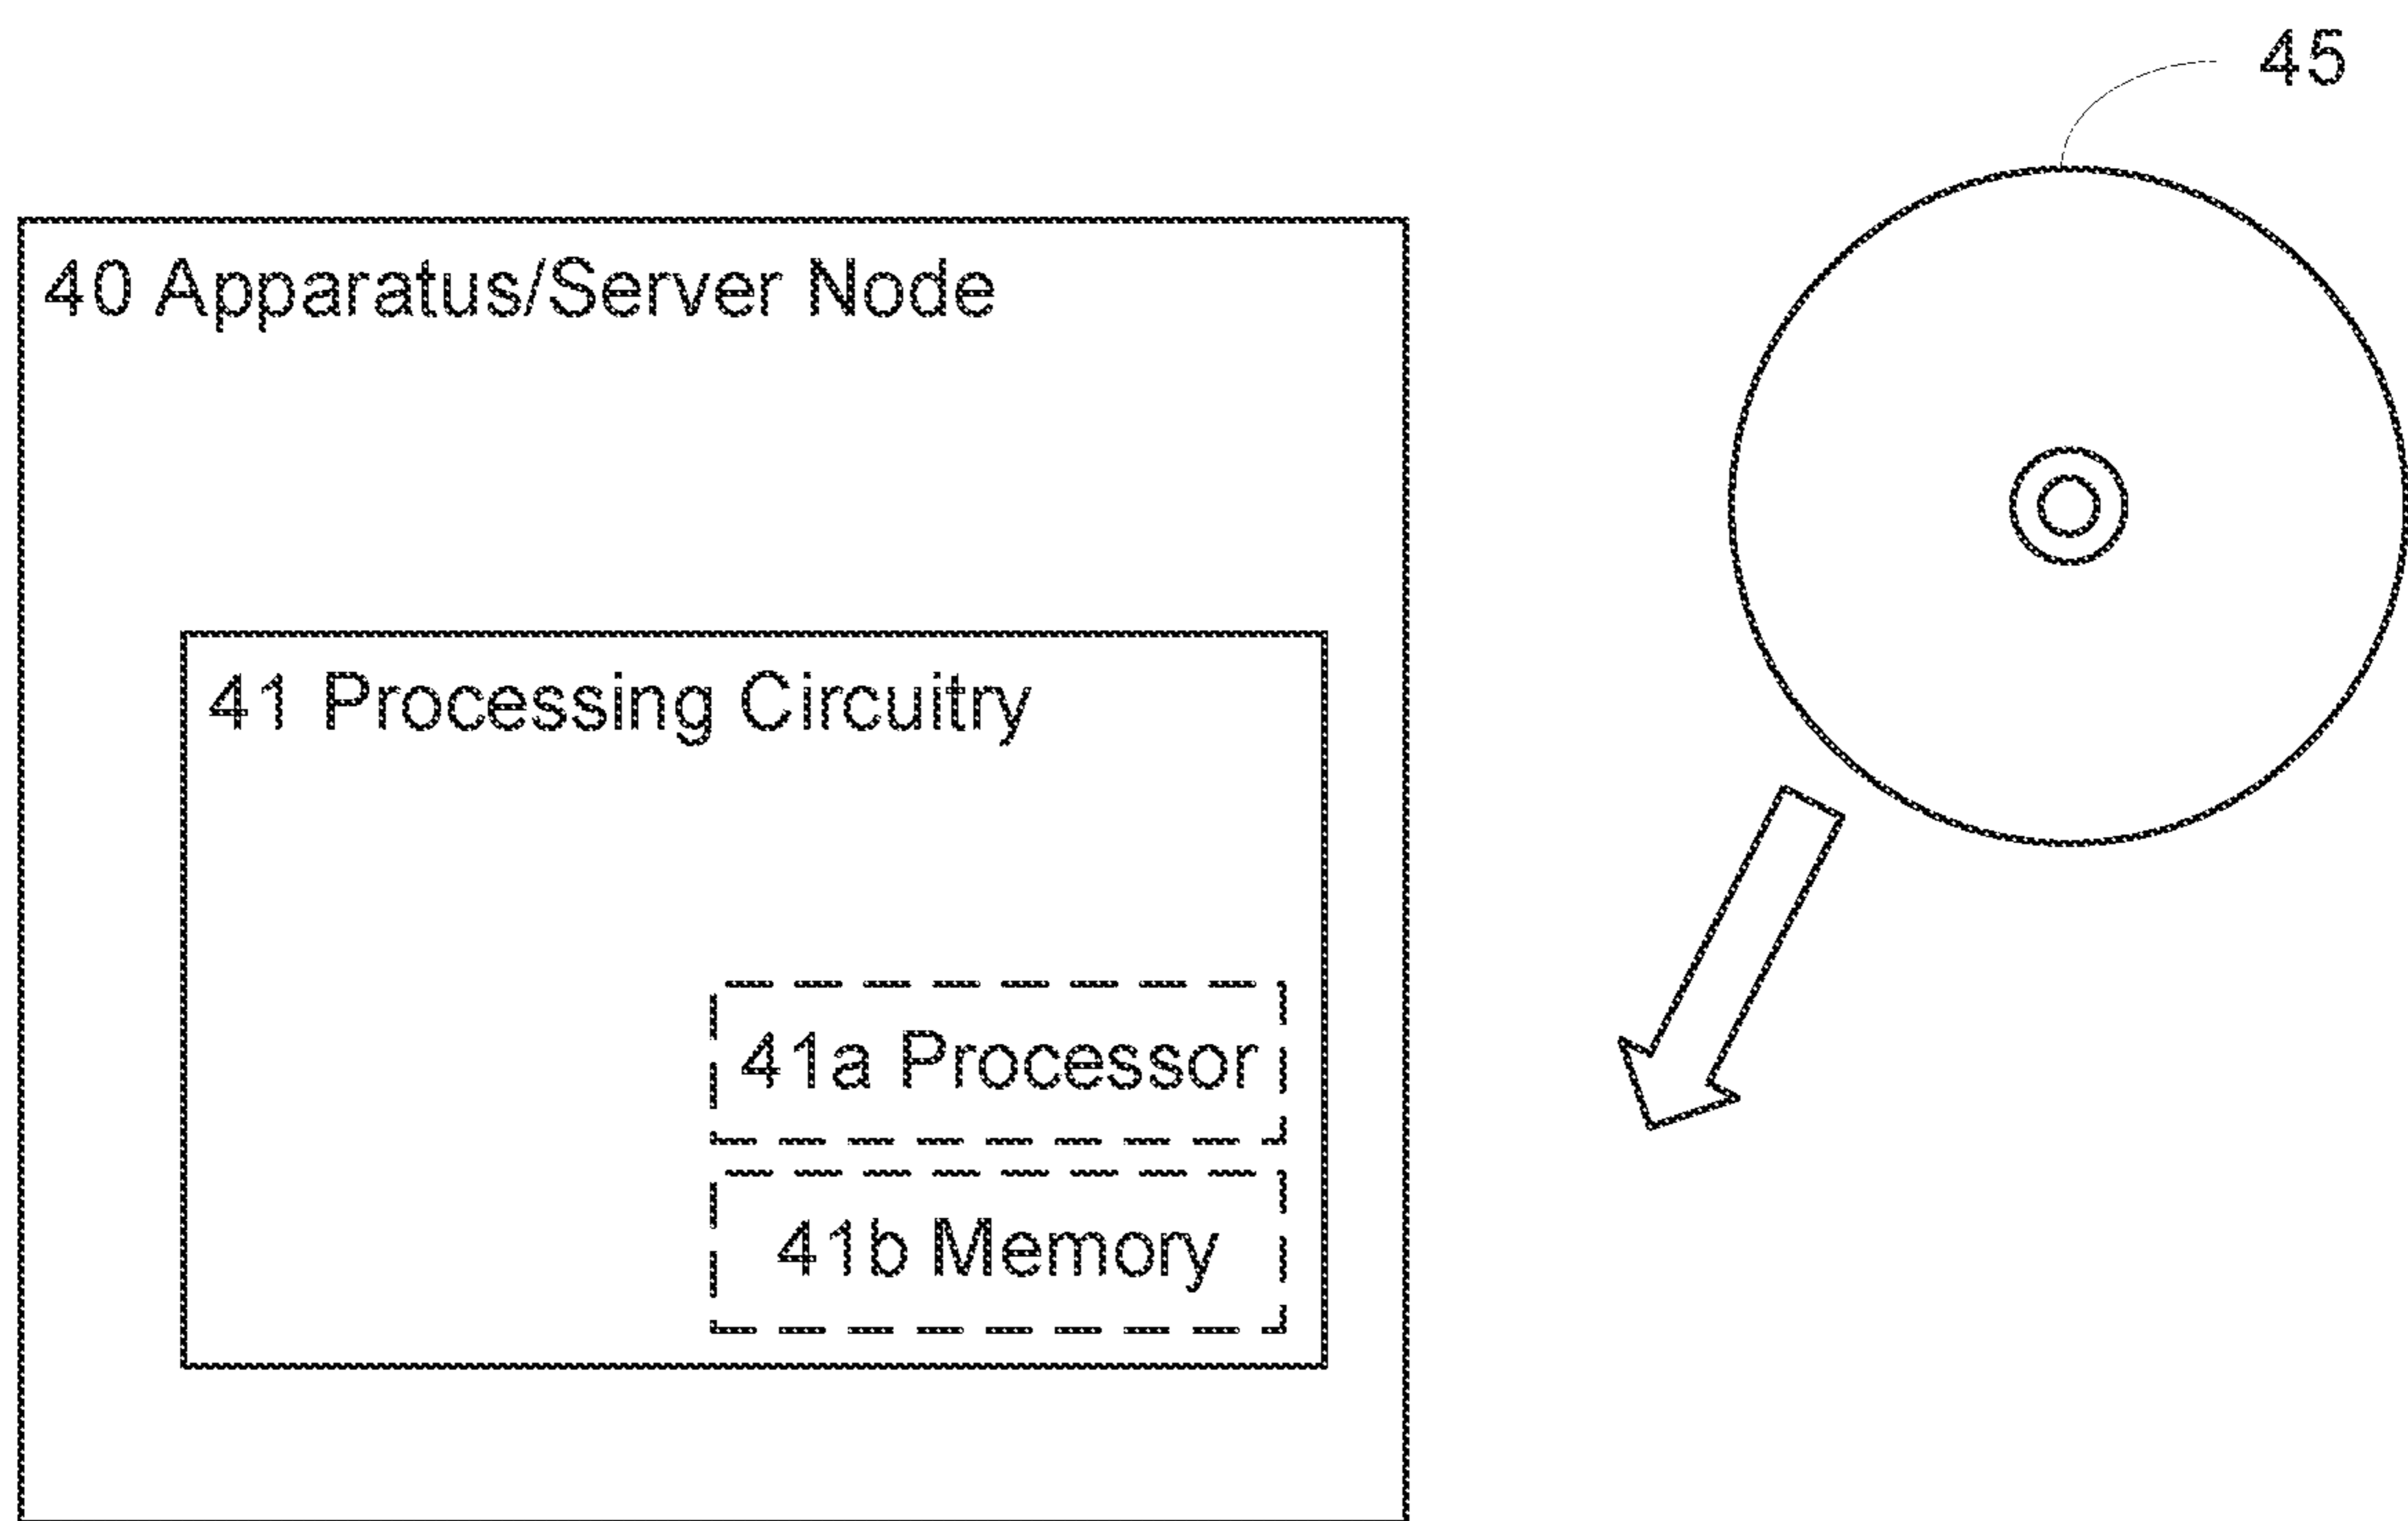 45
40 Apparatus/Server Node
41 Processing Circuitry
41a Processor
41b Memory